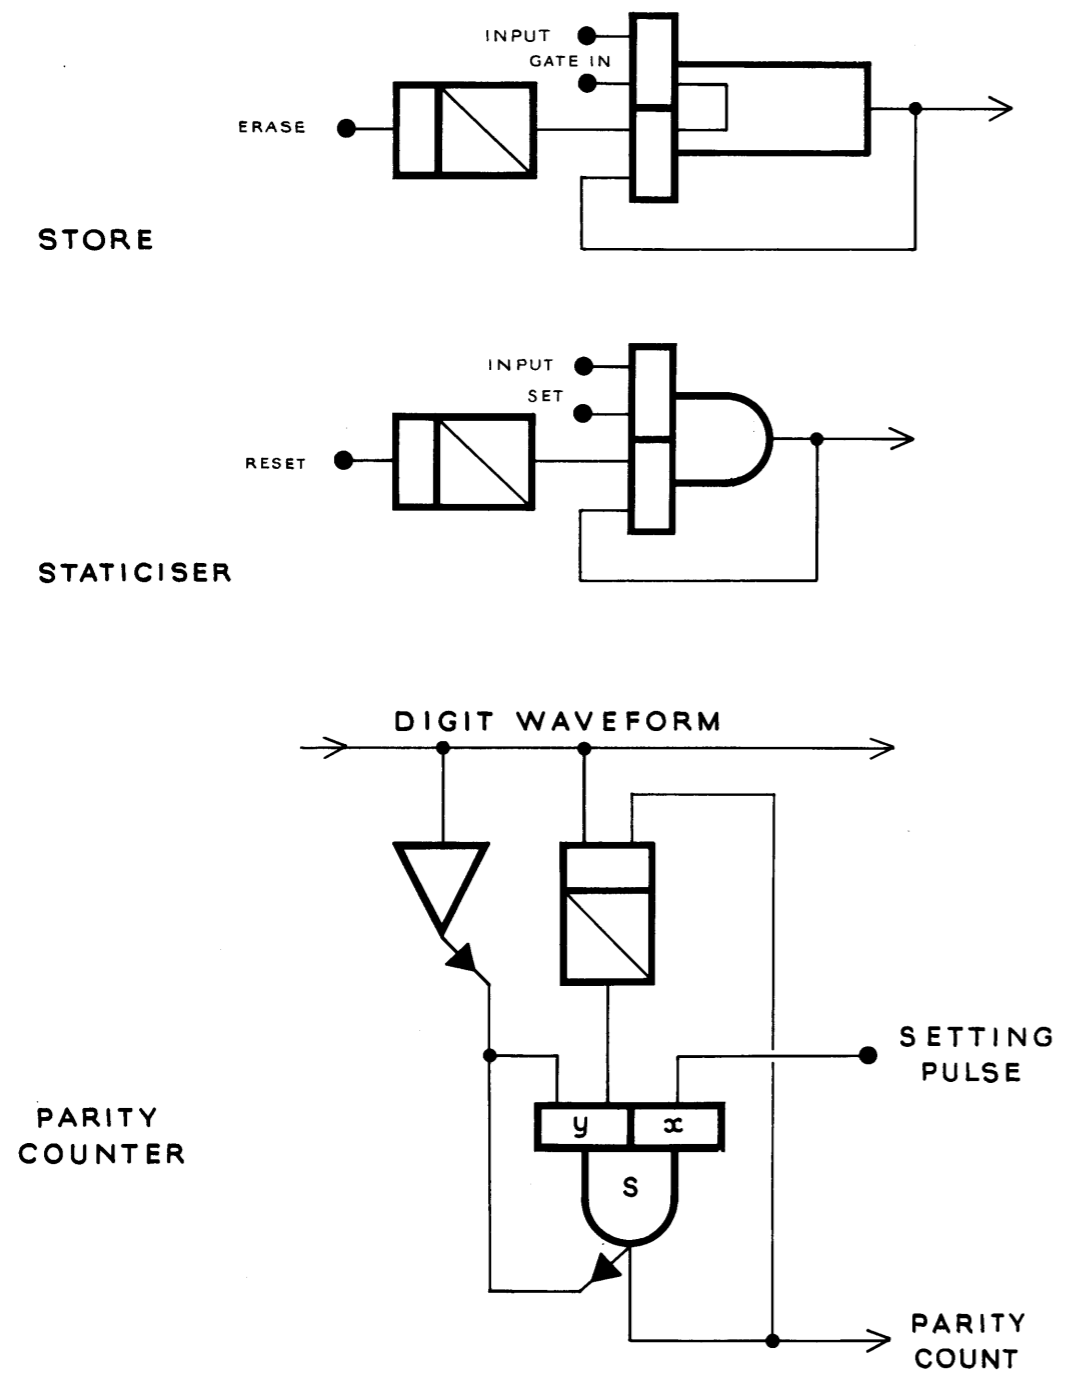 INPUT
GATE IN
ERASE
STORE
INPUT
SET
RESET
STATICISER
DIGIT WAVEFORM
SETTING
PULSE
PARITY
COUNTER
y x
S
PARITY
COUNT